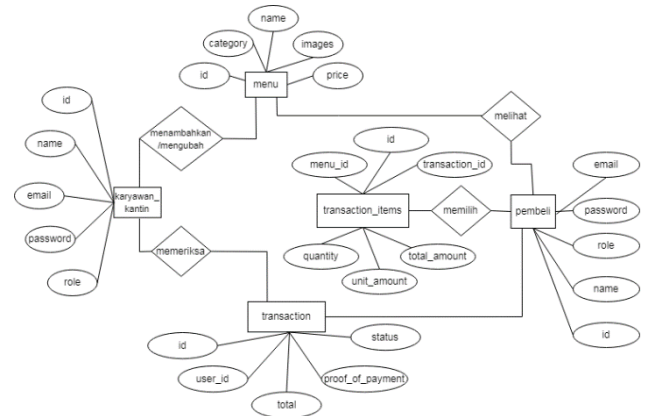 name
category
images
id
menu
price
id
menambahkan
/mengubah
melihat
name
id
menu_id
transaction_id
email
email
karyawan_
kantin
transaction_items
memilih
pembeli
password
password
memeriksa
quantity
total_amount
role
role
unit_amount
name
transaction
id
status
id
user_id
proof_of_payment
total